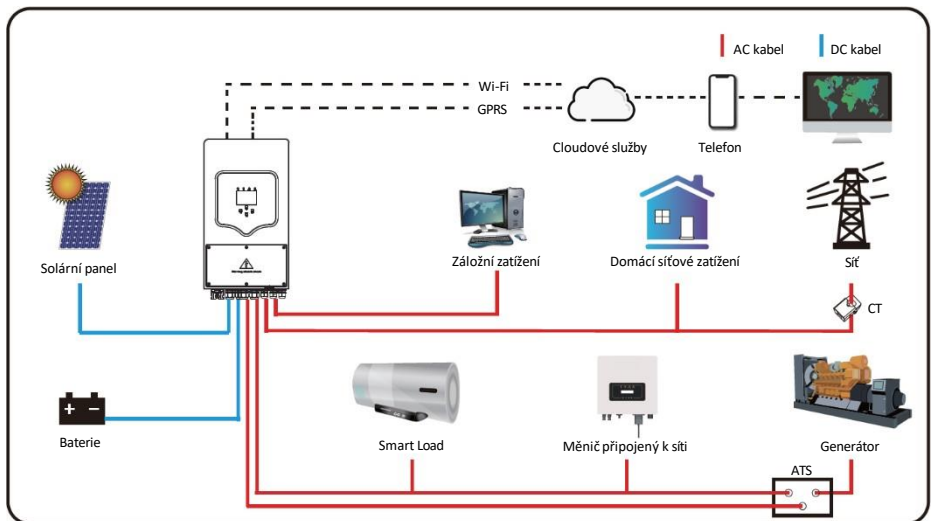 AC kabel
DC kabel
Wi-Fi
GPRS
Cloudové služby
Telefon
Solární panel
Záložní zatížení
Domácí síťové zatížení
Síť
CT
Baterie
Smart Load
Měnič připojený k síti
Generátor
ATS